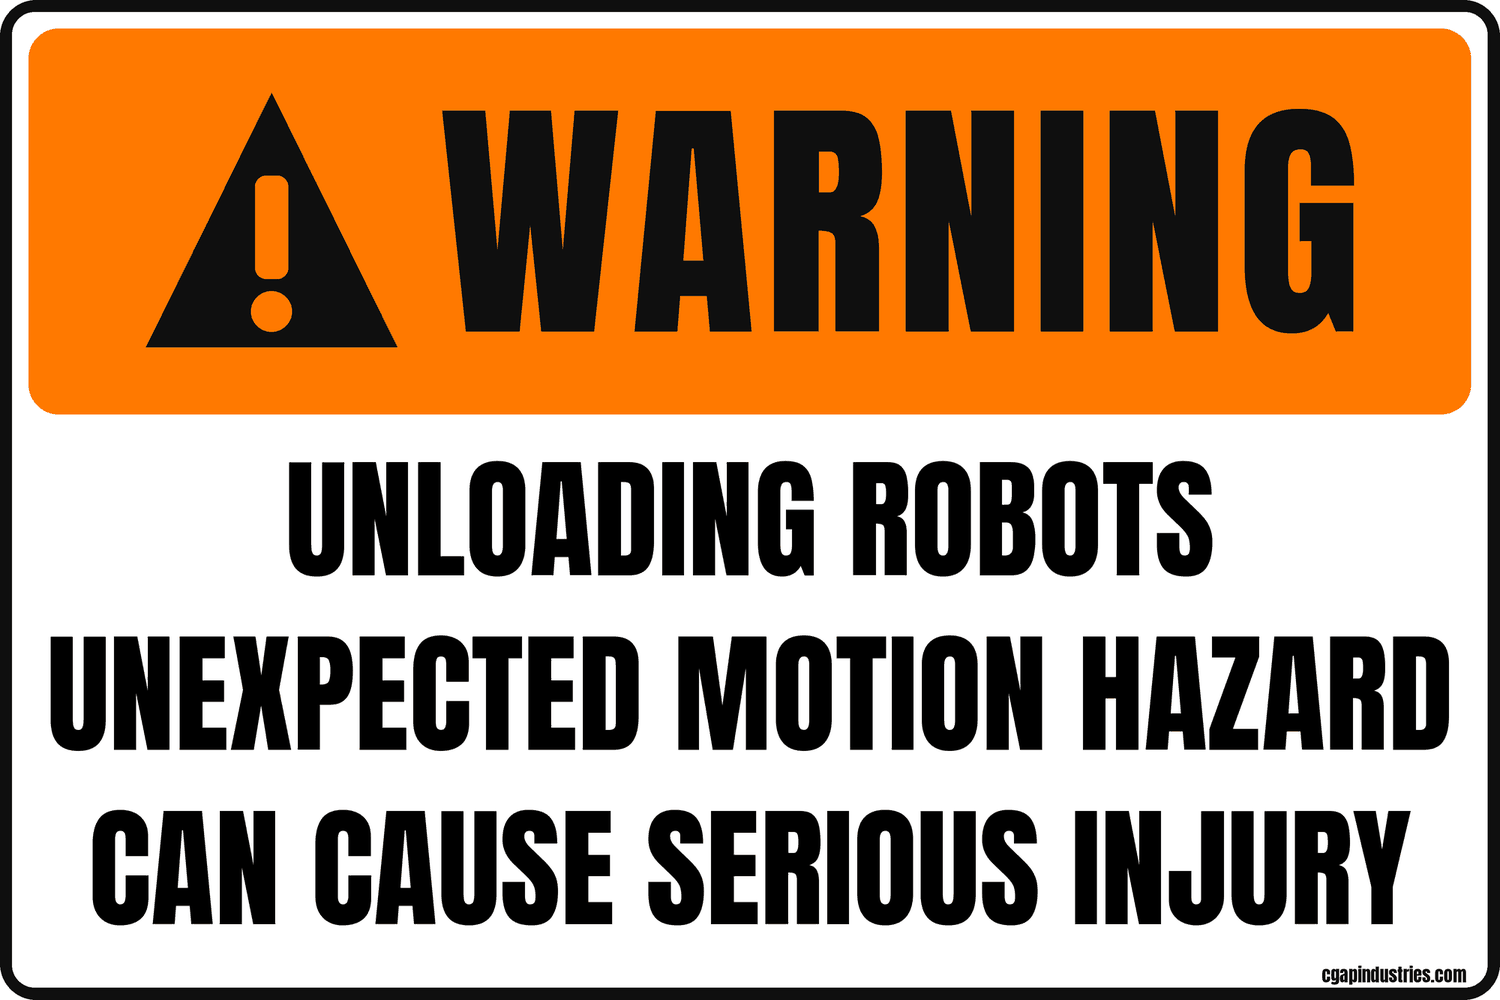 WARNING
UNLOADING ROBOTS
UNEXPECTED MOTION HAZARD
CAN CAUSE SERIOUS INJURY
cgapindustries.com